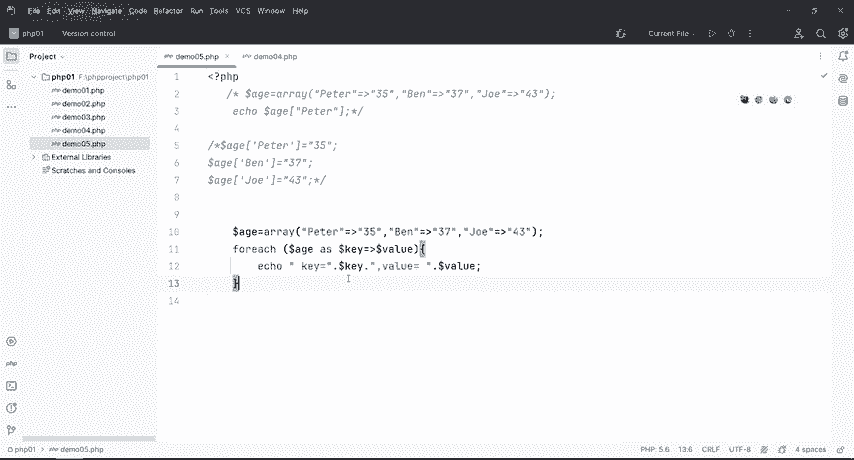 File Edit View Navigate Code Refactor Run Tools VCS Window Help
php01 Version control Current File
Project
demo05.php demo04.php
php01 F:\phpproject\php01
demo01.php
demo02.php
demo03.php
demo04.php
demo05.php
External Libraries
Scratches and Consoles
1 <?php
2 /* $age=array("Peter"=>"35","Ben"=>"37","Joe"=>"43");
3 echo $age["Peter"];*/
4
5 /*$age['Peter']="35";
6 $age['Ben']="37";
7 $age['Joe']="43";*/
8
9
10 $age=array("Peter"=>"35","Ben"=>"37","Joe"=>"43");
11 foreach ($age as $key=>$value){
12 echo " key=".$key.",value= ".$value;
13 }
14
php
php01 > demo05.php PHP: 5.6 13:6 CRLF UTF-8 4 spaces